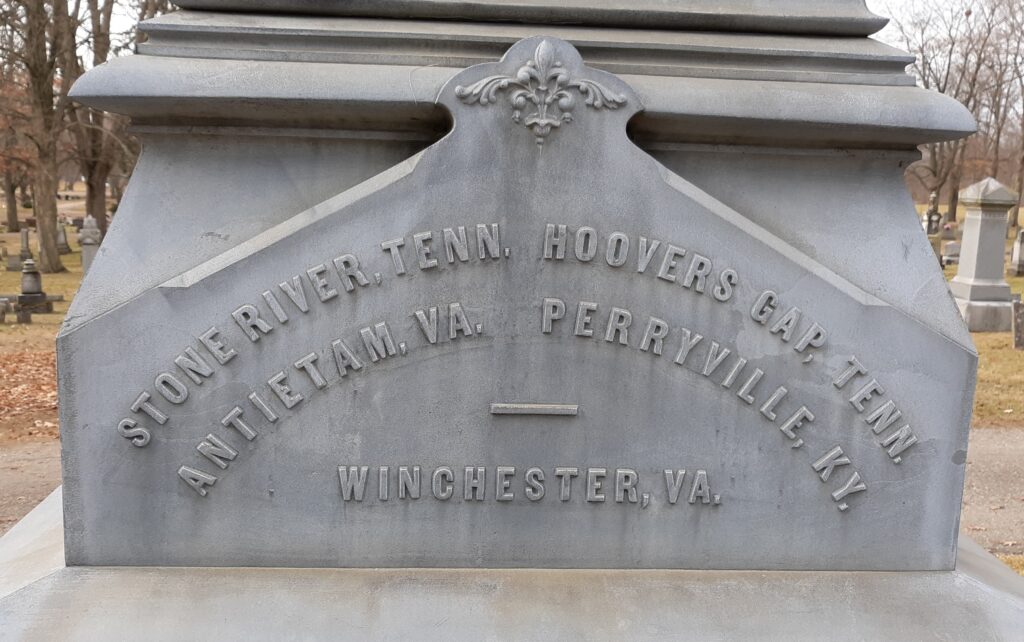 STONE RIVER, TENN. HOOVERS GAP, TENN.
ANTIETAM, VA. PERRYVILLE, KY.
WINCHESTER, VA.